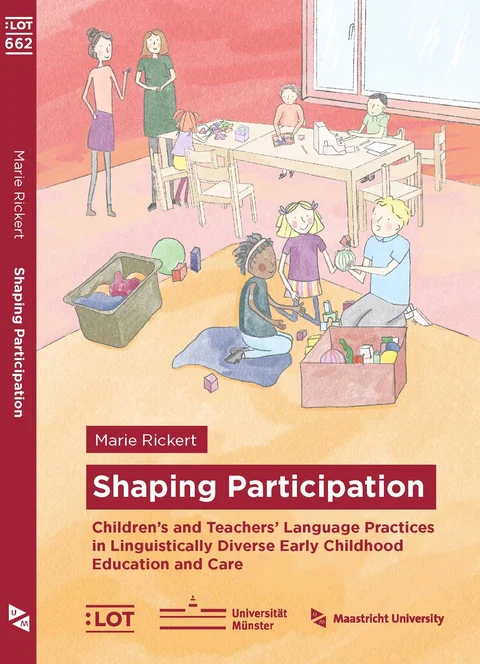 :LOT
662
Marie Rickert
Shaping Participation
U
M
Marie Rickert
Shaping Participation
Children's and Teachers' Language Practices
in Linguistically Diverse Early Childhood
Education and Care
:LOT
Universität
Münster
U
M
Maastricht University